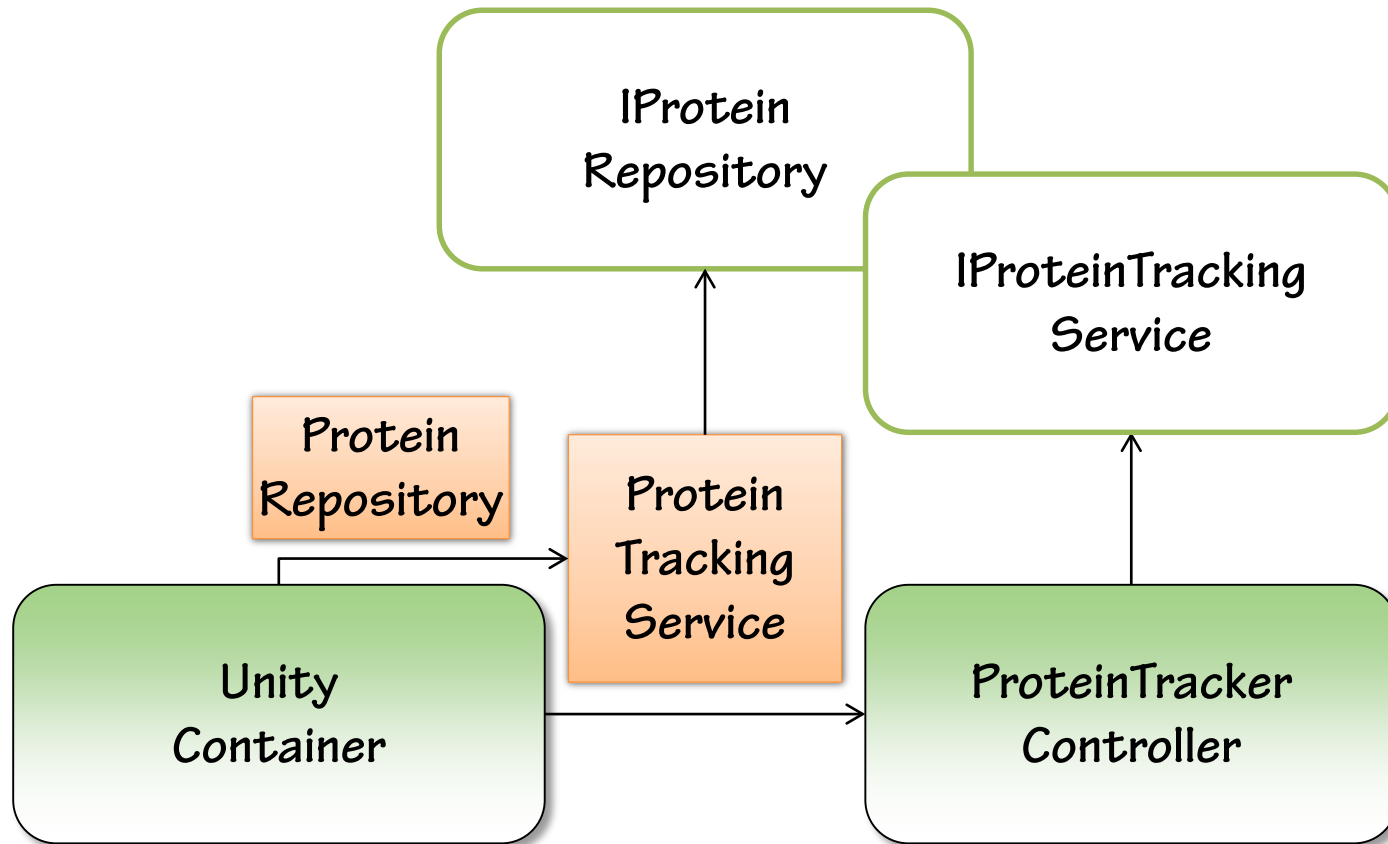 IProtein
Repository
IProteinTracking
Service
Protein
Repository
Protein
Tracking
Service
Unity
Container
ProteinTracker
Controller